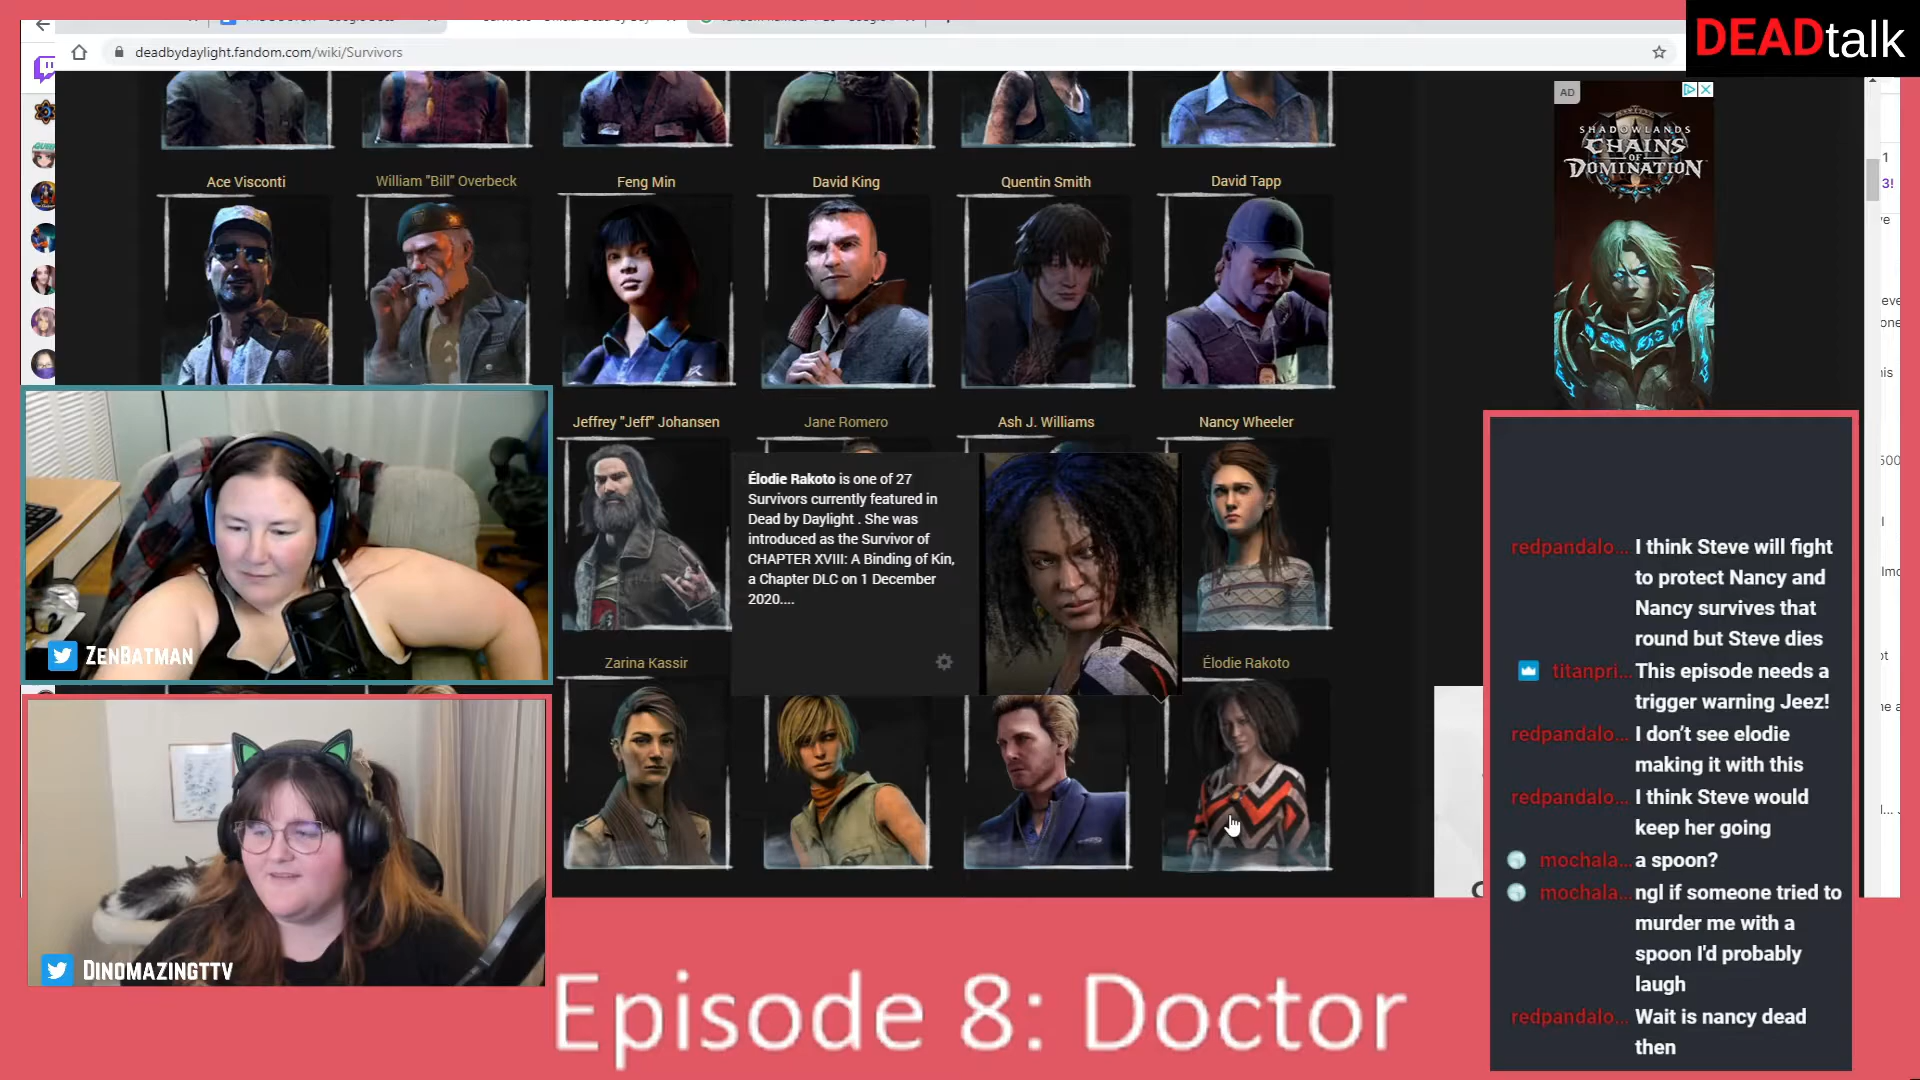 DEADtalk
deadbydaylight.fandom.com/wiki/Survivors
AD
SHADOWLANDS
CHAINS
OF
DOMINATION
Ace Visconti
William "Bill" Overbeck
Feng Min
David King
Quentin Smith
David Tapp
Jeffrey "Jeff" Johansen
Jane Romero
Ash J. Williams
Nancy Wheeler
Élodie Rakoto is one of 27
Survivors currently featured in
Dead by Daylight . She was
introduced as the Survivor of
CHAPTER XVIII: A Binding of Kin,
a Chapter DLC on 1 December
2020....
Zarina Kassir
Élodie Rakoto
ZENBATMAN
DINOMAZINGTTV
redpandalo... I think Steve will fight
to protect Nancy and
Nancy survives that
round but Steve dies
titanpri... This episode needs a
trigger warning Jeez!
redpandalo... I don't see elodie
making it with this
redpandalo... I think Steve would
keep her going
mochala... a spoon?
mochala... ngl if someone tried to
murder me with a
spoon I'd probably
laugh
redpandalo... Wait is nancy dead
then
Episode 8: Doctor